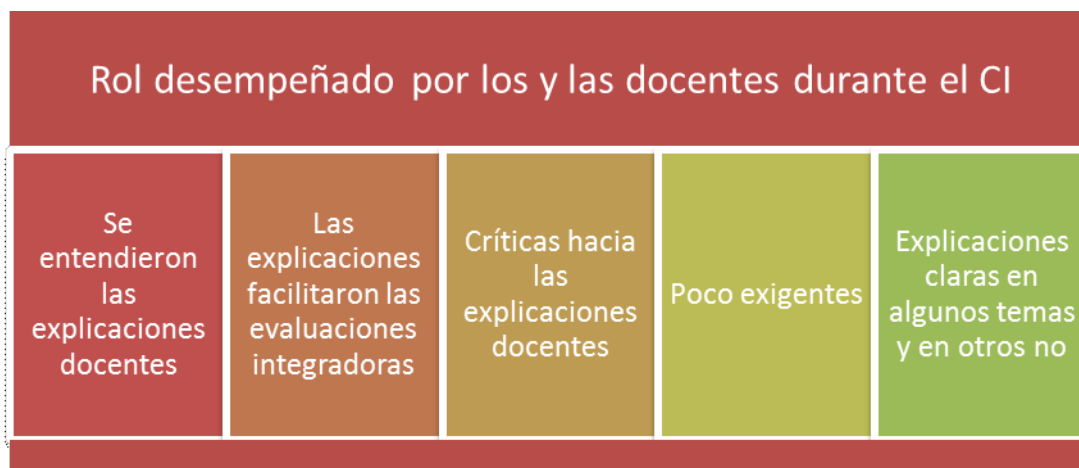 Rol desempeñado por los y las docentes durante el CI
Se
entendieron
las
explicaciones
docentes
Las
explicaciones
facilitaron las
evaluaciones
integradoras
Críticas hacia
las
explicaciones
docentes
Poco exigentes
Explicaciones
claras en
algunos temas
y en otros no